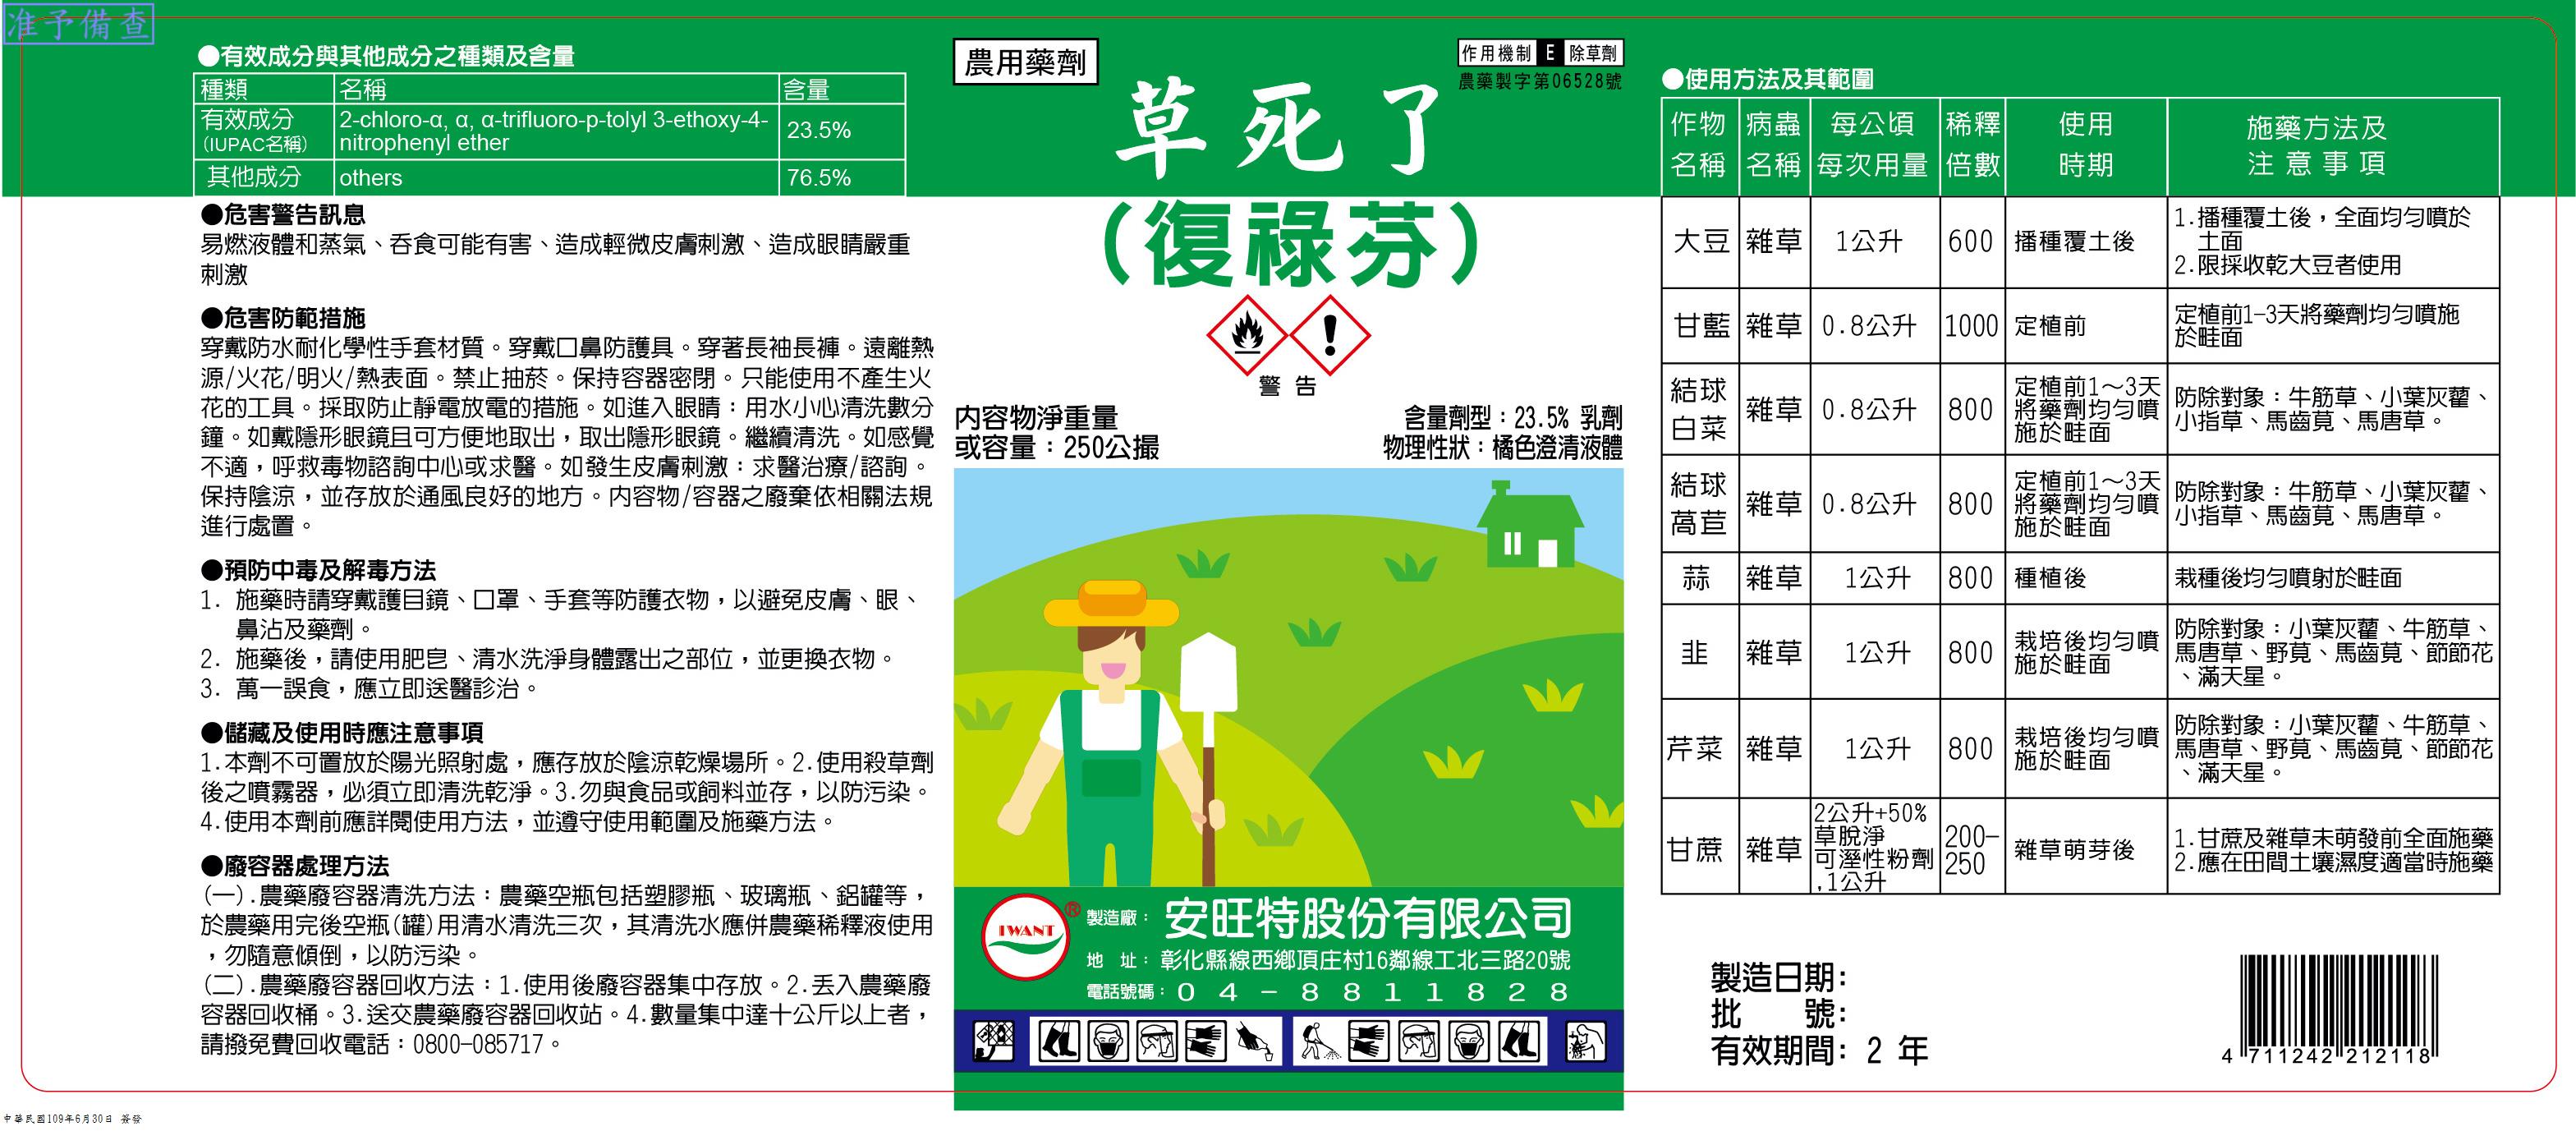 准予備查
●有效成分與其他成分之種類及含量
種類 名稱 含量
有效成分 2-chloro-α, α, α-trifluoro-p-tolyl 3-ethoxy-4- 23.5%
(IUPAC名稱) nitrophenyl ether
其他成分 others 76.5%
●危害警告訊息
易燃液體和蒸氣、吞食可能有害、造成輕微皮膚刺激、造成眼睛嚴重
刺激
●危害防範措施
穿戴防水耐化學性手套材質。穿戴口鼻防護具。穿著長袖長褲。遠離熱
源/火花/明火/熱表面。禁止抽菸。保持容器密閉。只能使用不產生火
花的工具。採取防止靜電放電的措施。如進入眼睛：用水小心清洗數分
鐘。如戴隱形眼鏡且可方便地取出，取出隱形眼鏡。繼續清洗。如感覺
不適，呼救毒物諮詢中心或求醫。如發生皮膚刺激：求醫治療/諮詢。
保持陰涼，並存放於通風良好的地方。內容物/容器之廢棄依相關法規
進行處置。
●預防中毒及解毒方法
1. 施藥時請穿戴護目鏡、口罩、手套等防護衣物，以避免皮膚、眼、
鼻沾及藥劑。
2. 施藥後，請使用肥皂、清水洗淨身體露出之部位，並更換衣物。
3. 萬一誤食，應立即送醫診治。
●儲藏及使用時應注意事項
1.本劑不可置放於陽光照射處，應存放於陰涼乾燥場所。2.使用殺草劑
後之噴霧器，必須立即清洗乾淨。3.勿與食品或飼料並存，以防污染。
4.使用本劑前應詳閱使用方法，並遵守使用範圍及施藥方法。
●廢容器處理方法
(一).農藥廢容器清洗方法：農藥空瓶包括塑膠瓶、玻璃瓶、鋁罐等，
於農藥用完後空瓶(罐)用清水清洗三次，其清洗水應併農藥稀釋液使用
，勿隨意傾倒，以防污染。
(二).農藥廢容器回收方法：1.使用後廢容器集中存放。2.丟入農藥廢
容器回收桶。3.送交農藥廢容器回收站。4.數量集中達十公斤以上者，
請撥免費回收電話：0800-085717。
農用藥劑
作用機制 E 除草劑
農藥製字第06528號
草死了
(復祿芬)
警告
內容物淨重量
或容量：250公撮
含量劑型：23.5% 乳劑
物理性狀：橘色澄清液體
IWANT
®
製造廠： 安旺特股份有限公司
地 址： 彰化縣線西鄉頂庄村16鄰線工北三路20號
電話號碼： 04-8811828
●使用方法及其範圍
作物 病蟲 每公頃 稀釋 使用 施藥方法及
名稱 名稱 每次用量 倍數 時期 注意事項
大豆 雜草 1公升 600 播種覆土後 1.播種覆土後，全面均勻噴於
土面
2.限採收乾大豆者使用
甘藍 雜草 0.8公升 1000 定植前 定植前1-3天將藥劑均勻噴施
於畦面
結球 雜草 0.8公升 800 定植前1～3天 防除對象：牛筋草、小葉灰藋、
白菜 將藥劑均勻噴 小指草、馬齒莧、馬唐草。
施於畦面
結球 雜草 0.8公升 800 定植前1～3天 防除對象：牛筋草、小葉灰藋、
萵苣 將藥劑均勻噴 小指草、馬齒莧、馬唐草。
施於畦面
蒜 雜草 1公升 800 種植後 栽種後均勻噴射於畦面
韭 雜草 1公升 800 栽培後均勻噴 防除對象：小葉灰藋、牛筋草、
施於畦面 馬唐草、野莧、馬齒莧、節節花
、滿天星。
芹菜 雜草 1公升 800 栽培後均勻噴 防除對象：小葉灰藋、牛筋草、
施於畦面 馬唐草、野莧、馬齒莧、節節花
、滿天星。
甘蔗 雜草 2公升+50% 200- 雜草萌芽後 1.甘蔗及雜草未萌發前全面施藥
草脫淨 250 2.應在田間土壤濕度適當時施藥
可溼性粉劑
,1公升
製造日期:
批 號:
有效期間: 2 年
4 711242 212118
中華民國109年6月30日 簽發